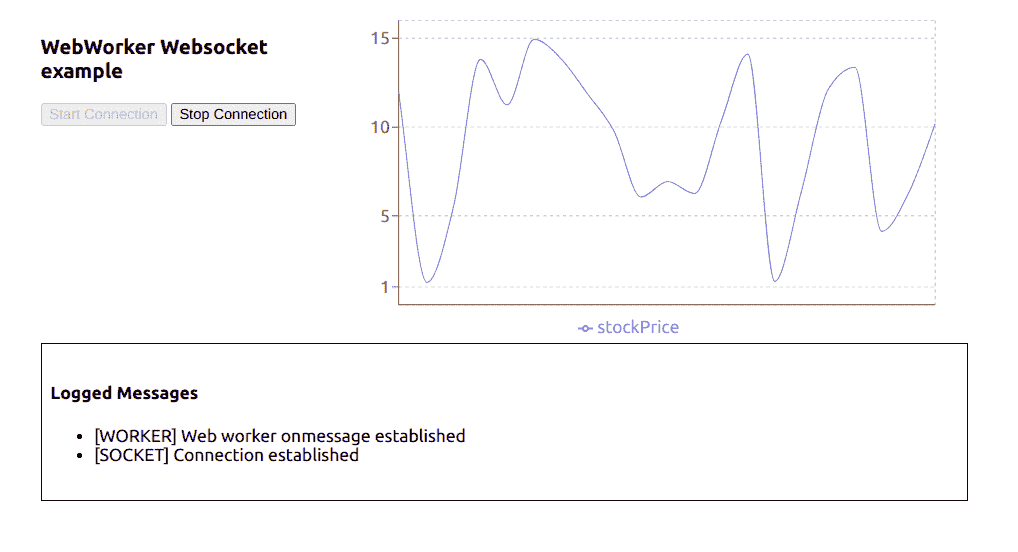 WebWorker Websocket
example
Start Connection Stop Connection
15
10
5
1
stockPrice
Logged Messages
[WORKER] Web worker onmessage established
[SOCKET] Connection established